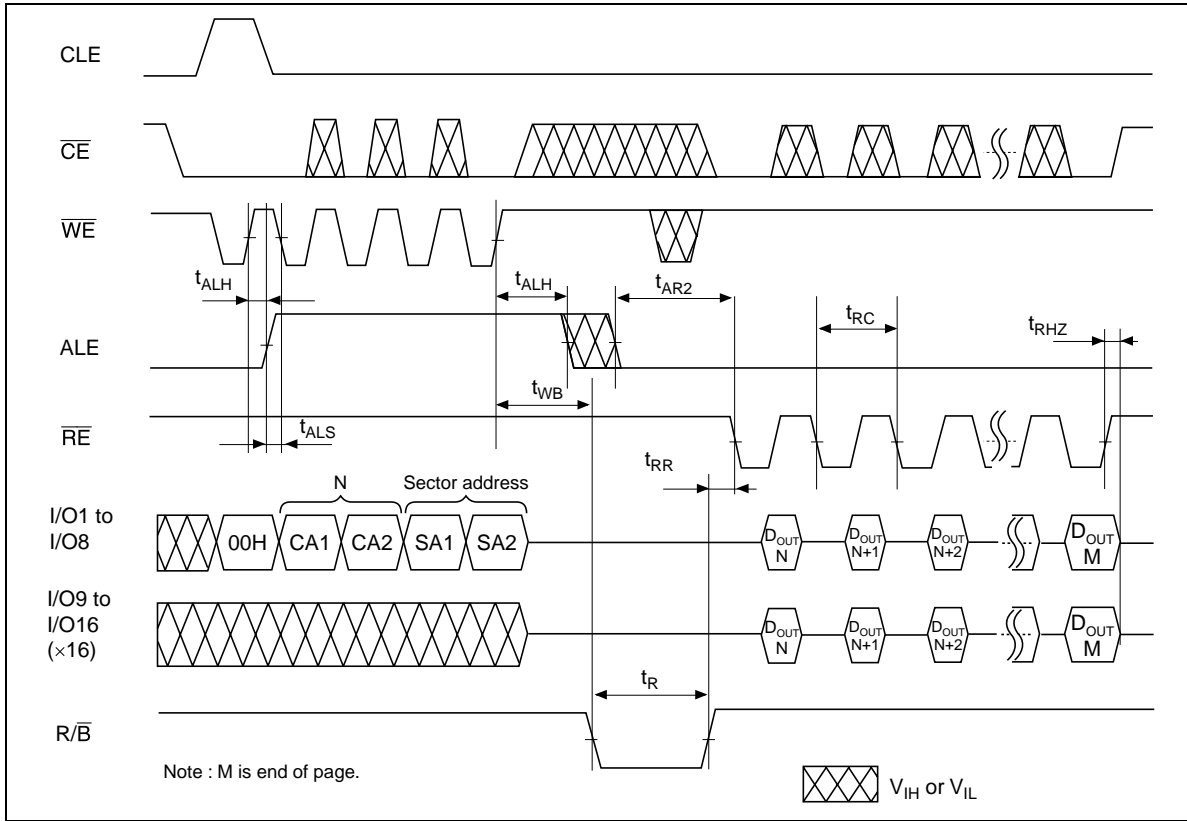 CLE
CE
WE
tALH
tALH
tAR2
tRC
tRHZ
ALE
tWB
RE
tALS
tRR
N
Sector address
I/O1 to
I/O8
00H CA1 CA2 SA1 SA2
DOUT
N
DOUT
N+1
DOUT
N+2
DOUT
M
I/O9 to
I/O16
(×16)
DOUT
N
DOUT
N+1
DOUT
N+2
DOUT
M
tR
R/B
Note : M is end of page.
VIH or VIL